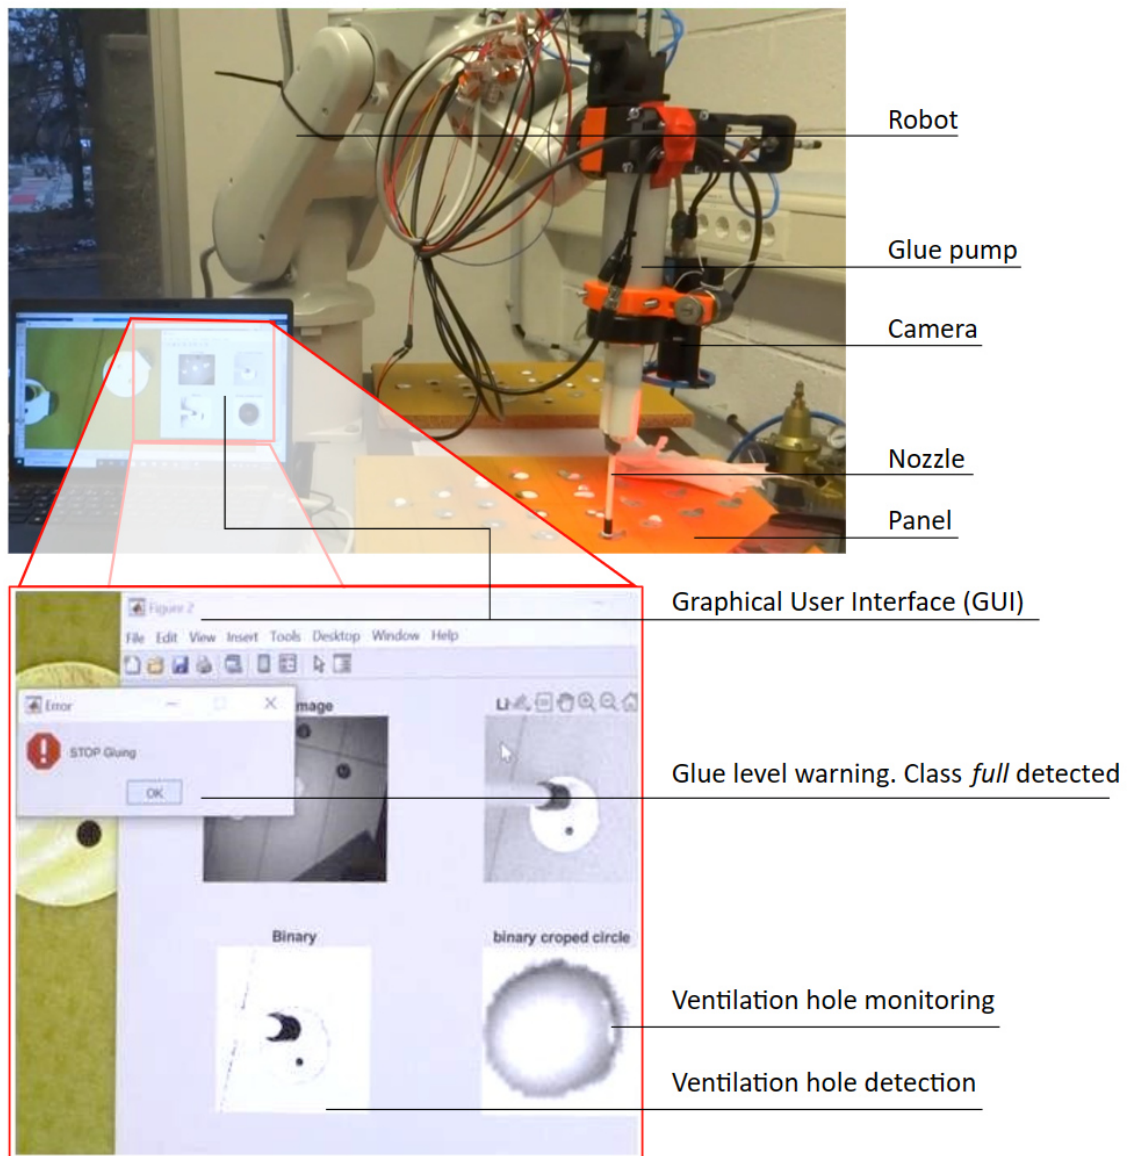 Robot
Glue pump
Camera
Nozzle
Panel
Graphical User Interface (GUI)
Figure 2
File Edit View Insert Tools Desktop Window Help
Error
mage
STOP Gluing
OK
Glue level warning. Class full detected
Binary
binary croped circle
Ventilation hole monitoring
Ventilation hole detection